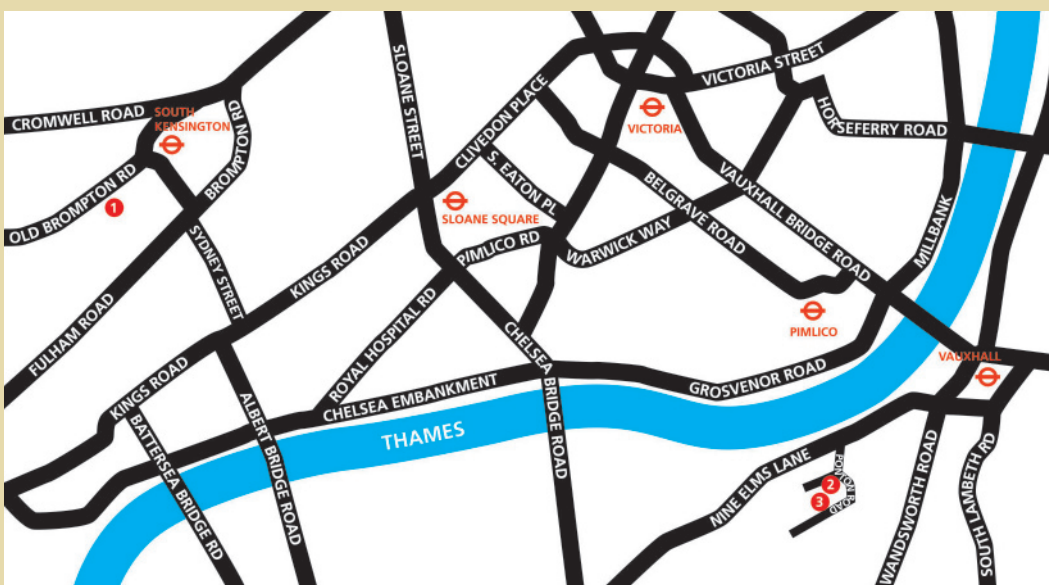 CROMWELL ROAD
SOUTH
KENSINGTON
BROMPTON RD
OLD BROMPTON RD
1
BROMPTON
FULHAM ROAD
SYDNEY STREET
SLOANE STREET
CLIVEDON PLACE
S. EATON PL
SLOANE SQUARE
KINGS ROAD
KINGS ROAD
PIMLICO RD
ROYAL HOSPITAL RD
CHELSEA EMBANKMENT
THAMES
BATTERSEA BRIDGE RD
ALBERT BRIDGE ROAD
CHELSEA BRIDGE ROAD
VICTORIA
VICTORIA STREET
HORSEFERRY ROAD
BELGRAVE ROAD
VAUXHALL BRIDGE ROAD
WARWICK WAY
MILLBANK
PIMLICO
GROSVENOR ROAD
VAUXHALL
NINE ELMS LANE
PONTON ROAD
2
3
WANDSWORTH ROAD
SOUTH LAMBETH RD